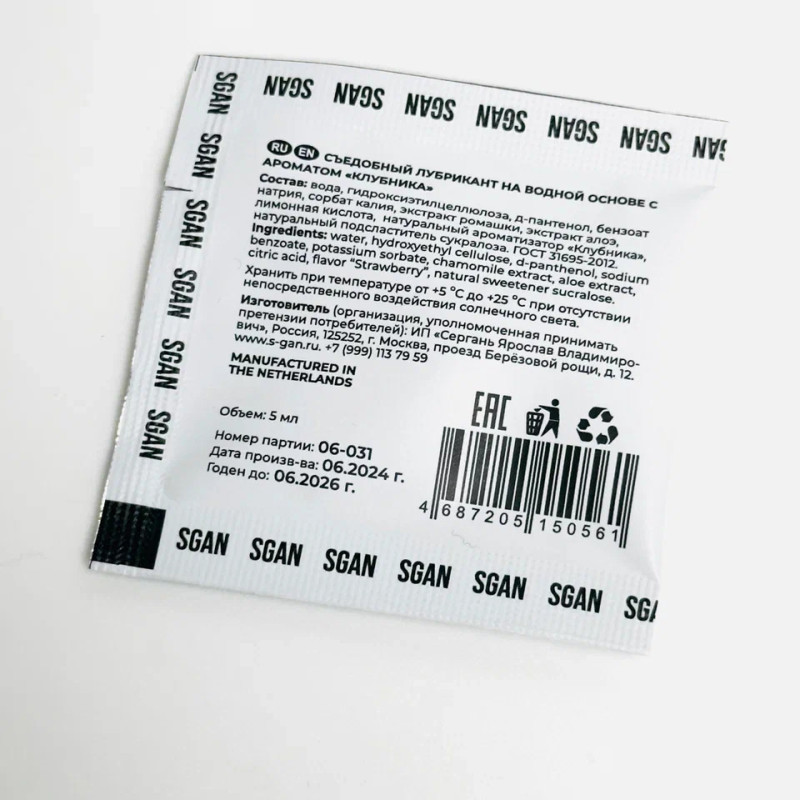 SGAN SGAN SGAN SGAN SGAN SGAN SGAN
SGAN
SGAN
SGAN
SGAN
SGAN
SGAN
RU EN СЪЕДОБНЫЙ ЛУБРИКАНТ НА ВОДНОЙ ОСНОВЕ С
АРОМАТОМ «КЛУБНИКА»
Состав: вода, гидроксиэтилцеллюлоза, д-пантенол, бензоат
натрия, сорбат калия, экстракт ромашки, экстракт алоэ,
лимонная кислота, натуральный ароматизатор «Клубника»,
натуральный подсластитель сукралоза. ГОСТ 31695-2012.
Ingredients: water, hydroxyethyl cellulose, d-panthenol, sodium
benzoate, potassium sorbate, chamomile extract, aloe extract,
citric acid, flavor “Strawberry”, natural sweetener sucralose.
Хранить при температуре от +5 °С до +25 °С при отсутствии
непосредственного воздействия солнечного света.
Изготовитель (организация, уполномоченная принимать
претензии потребителей): ИП «Сергань Ярослав Владимиро-
вич», Россия, 125252, г. Москва, проезд Берёзовой рощи, д. 12.
www.s-gan.ru. +7 (999) 113 79 59
MANUFACTURED IN
THE NETHERLANDS
Объем: 5 мл
Номер партии: 06-031
Дата произв-ва: 06.2024 г.
Годен до: 06.2026 г.
EAC
4 687205 150561
SGAN SGAN SGAN SGAN SGAN SGAN SGA